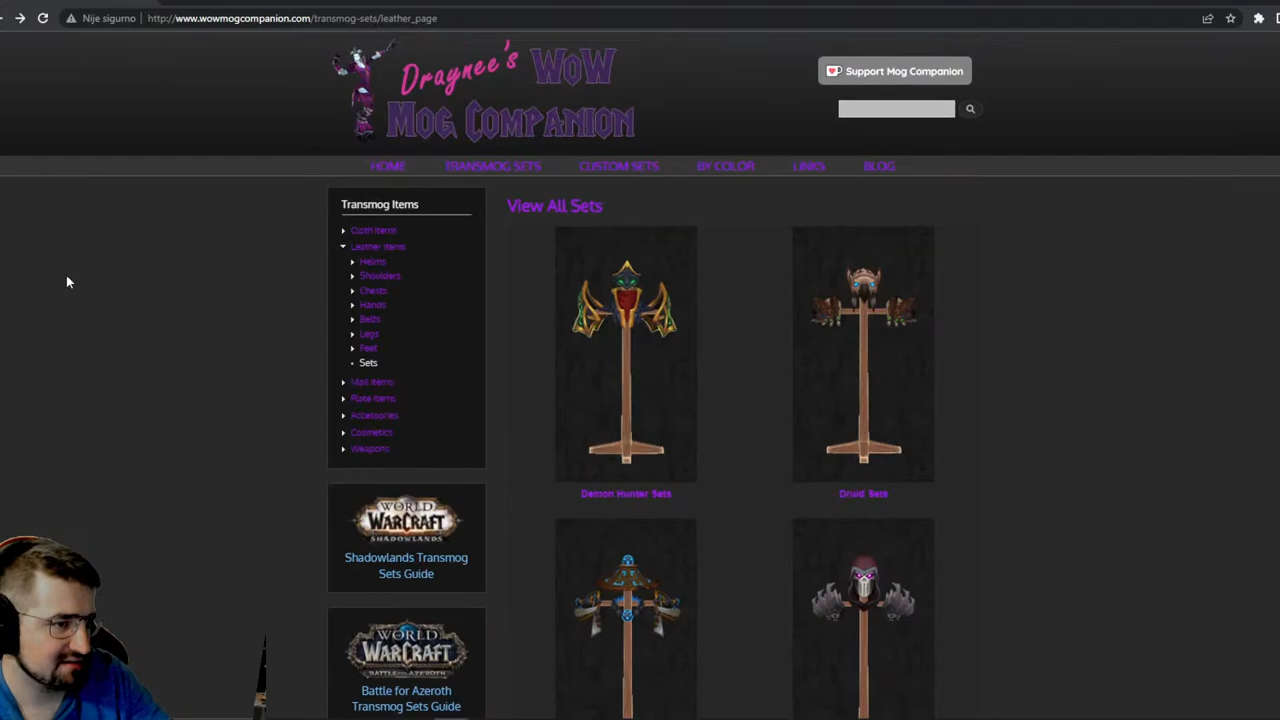 Nije sigurno
http://www.wowmogcompanion.com/transmog-sets/leather_page
Draynee's WoW
Mog Companion
Support Mog Companion
HOME TRANSMOG SETS CUSTOM SETS BY COLOR LINKS BLOG
Transmog Items
Cloth Items
Leather Items
Helms
Shoulders
Chests
Hands
Belts
Legs
Feet
Sets
Mail Items
Plate Items
Accessories
Cosmetics
Weapons
View All Sets
Demon Hunter Sets
Druid Sets
WORLD
WARCRAFT
SHADOWLANDS
Shadowlands Transmog
Sets Guide
WORLD
WARCRAFT
BATTLE FOR AZEROTH
Battle for Azeroth
Transmog Sets Guide